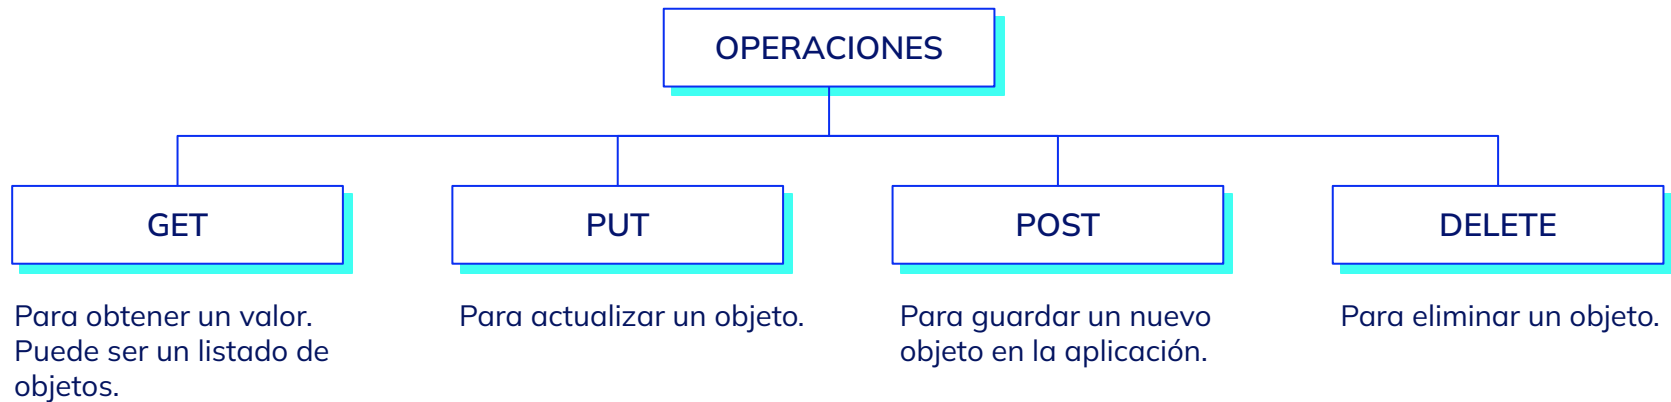 OPERACIONES
GET
PUT
POST
DELETE
Para obtener un valor.
Puede ser un listado de
objetos.
Para actualizar un objeto.
Para guardar un nuevo
objeto en la aplicación.
Para eliminar un objeto.